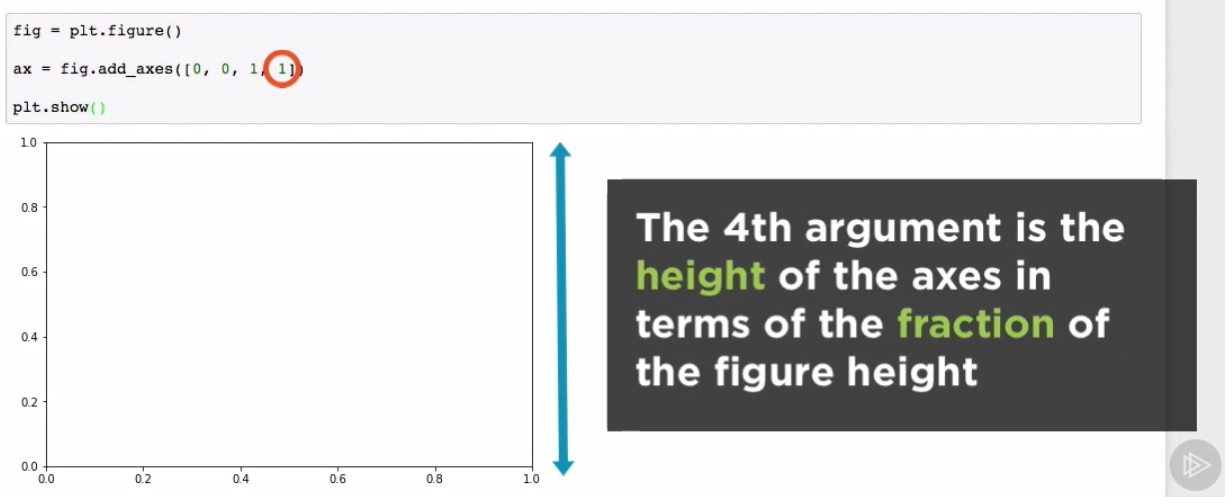 fig = plt.figure()
ax = fig.add_axes([0, 0, 1, 1])
plt.show()
1.0
0.8
0.6
0.4
0.2
0.0
0.0 0.2 0.4 0.6 0.8 1.0
The 4th argument is the
height of the axes in
terms of the fraction of
the figure height